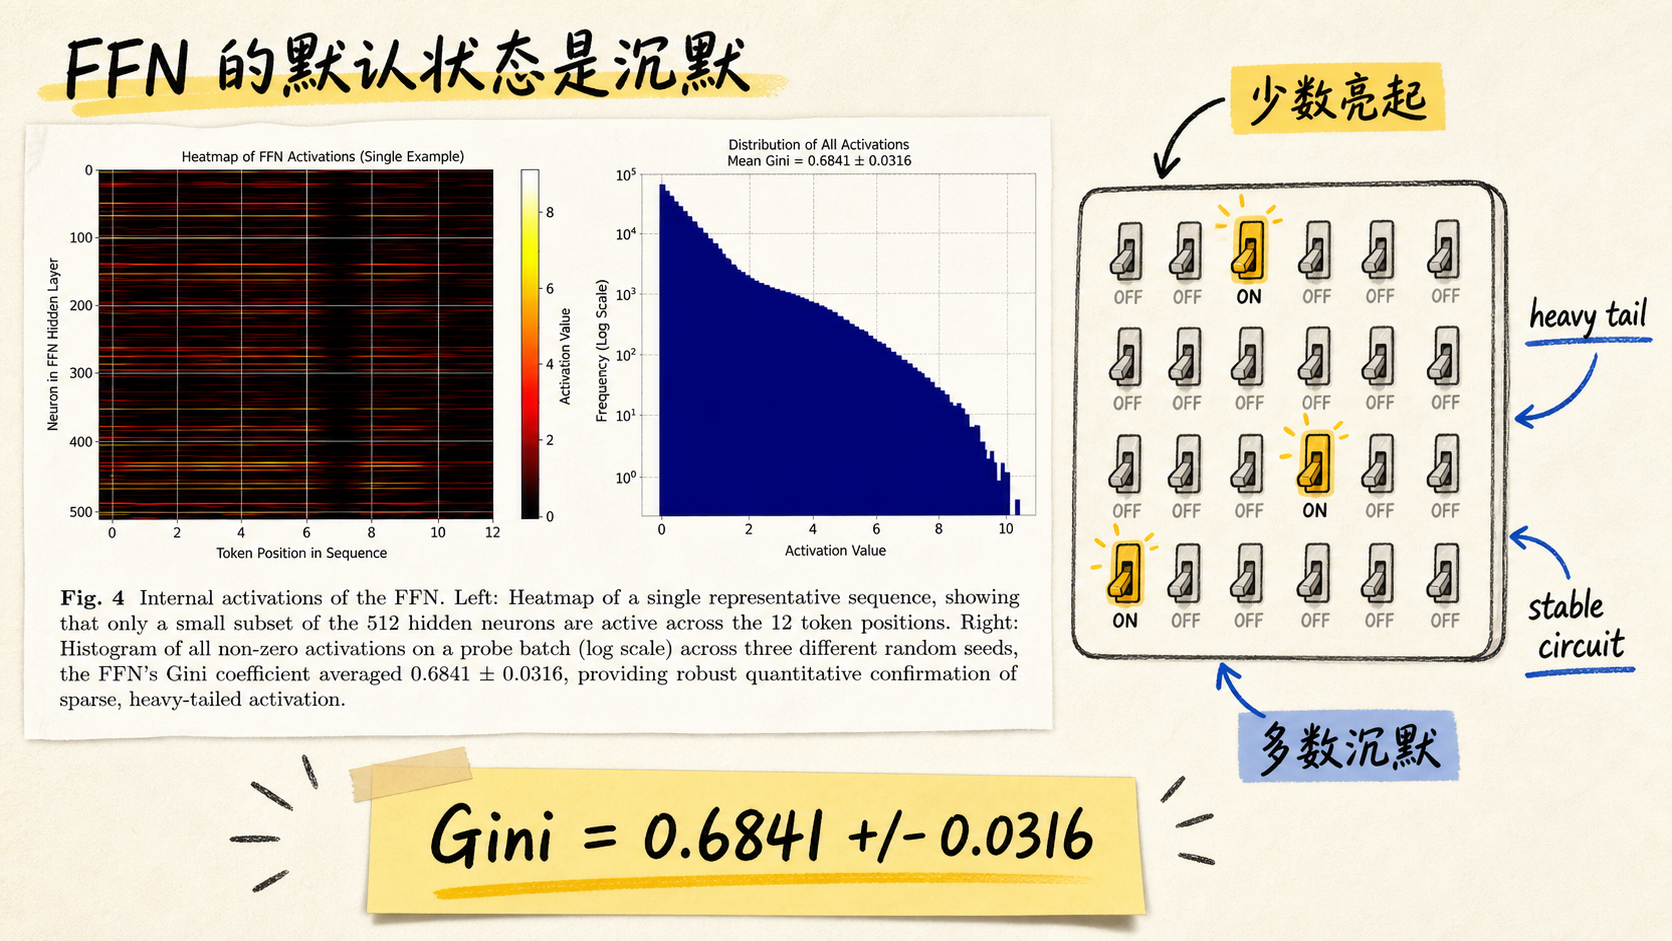 FFN 的默认状态是沉默
Heatmap of FFN Activations (Single Example)
Neuron in FFN Hidden Layer
0
100
200
300
400
500
0 2 4 6 8 10 12
Token Position in Sequence
8
6
4
2
0
Activation Value
Distribution of All Activations
Mean Gini = 0.6841 ± 0.0316
Frequency (Log Scale)
10⁵
10⁴
10³
10²
10¹
10⁰
0 2 4 6 8 10
Activation Value
Fig. 4 Internal activations of the FFN. Left: Heatmap of a single representative sequence, showing
that only a small subset of the 512 hidden neurons are active across the 12 token positions. Right:
Histogram of all non-zero activations on a probe batch (log scale) across three different random seeds,
the FFN's Gini coefficient averaged 0.6841 ± 0.0316, providing robust quantitative confirmation of
sparse, heavy-tailed activation.
少数亮起
OFF OFF ON OFF OFF OFF
OFF OFF OFF OFF OFF OFF
OFF OFF OFF ON OFF OFF
ON OFF OFF OFF OFF OFF
heavy tail
stable
circuit
多数沉默
Gini = 0.6841 +/- 0.0316